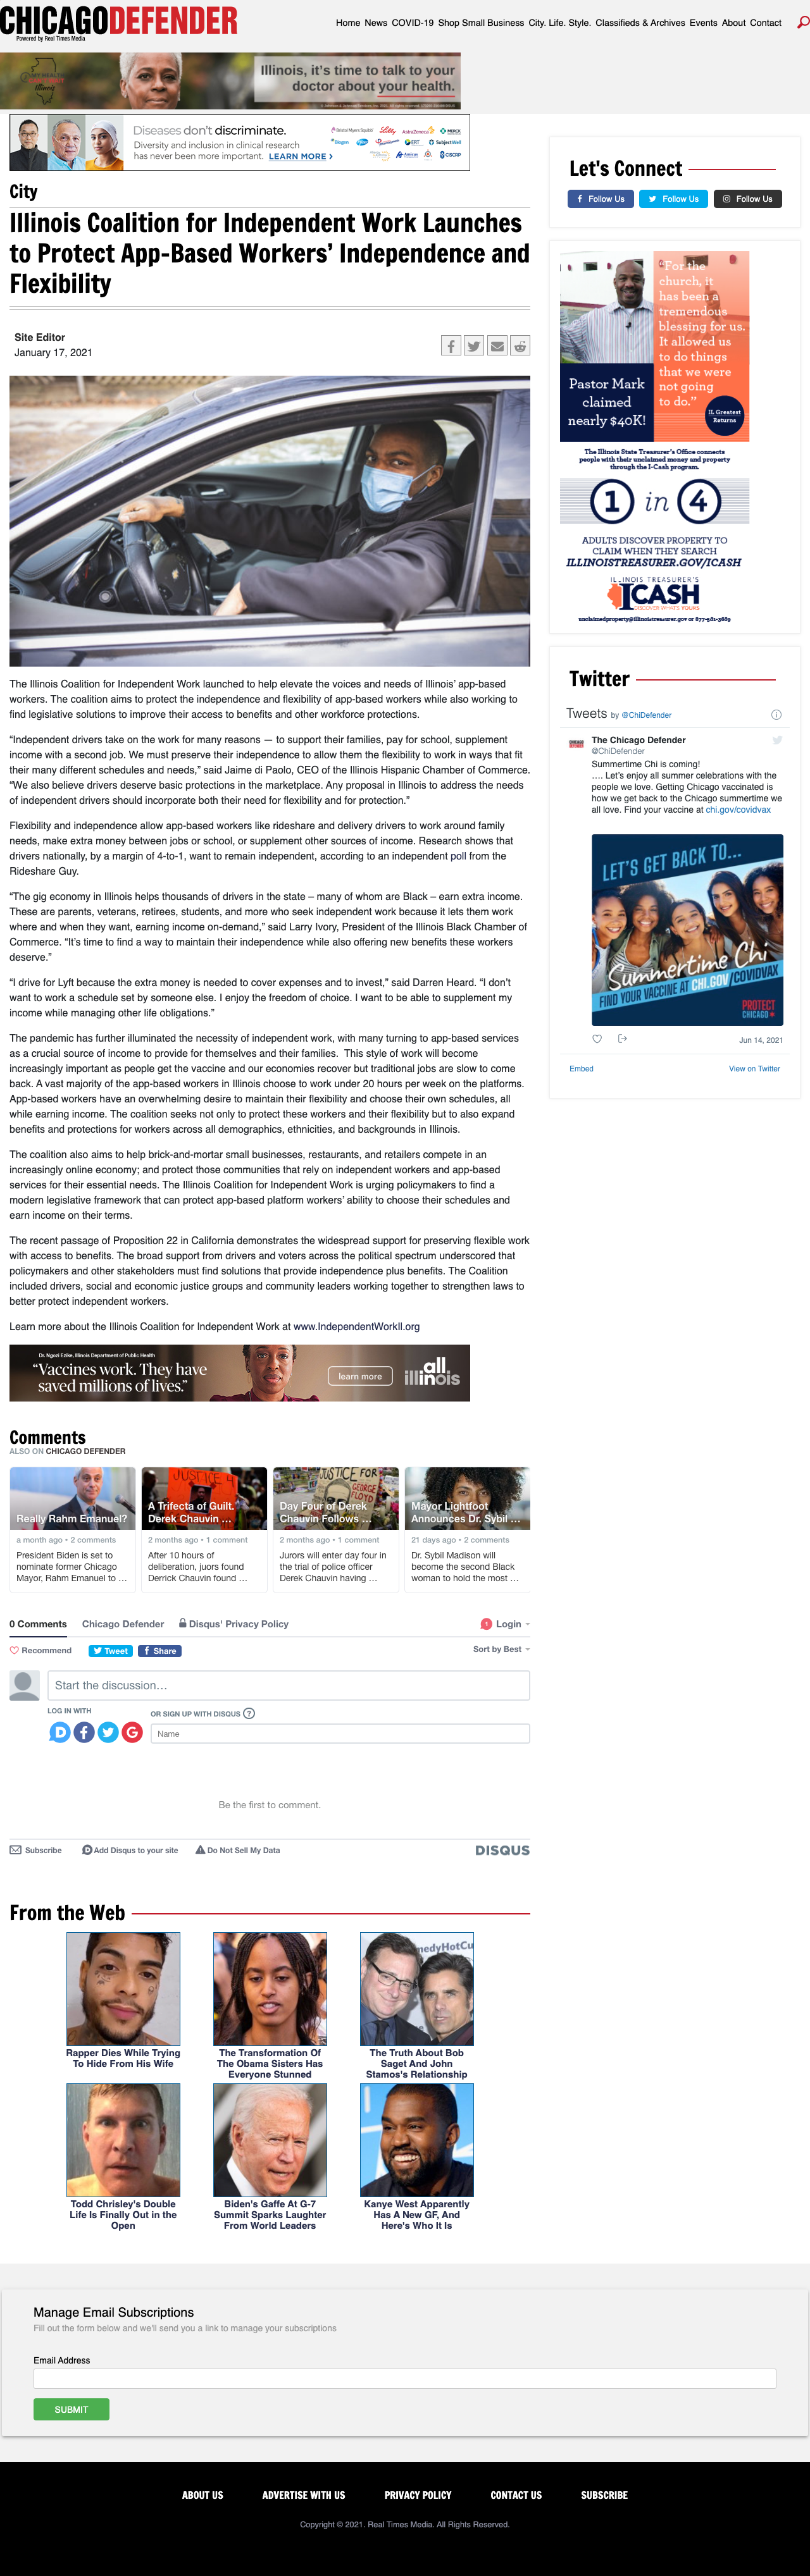 CHICAGODEFENDER
Powered by Real Times Media
Home News COVID-19 Shop Small Business City. Life. Style. Classifieds & Archives Events About Contact
Illinois, it's time to talk to your
doctor about your health.
Diseases don't discriminate.
Diversity and inclusion in clinical research
has never been more important. LEARN MORE ›
City
Illinois Coalition for Independent Work Launches
to Protect App-Based Workers’ Independence and
Flexibility
Site Editor
January 17, 2021
The Illinois Coalition for Independent Work launched to help elevate the voices and needs of Illinois’ app-based
workers. The coalition aims to protect the independence and flexibility of app-based workers while also working to
find legislative solutions to improve their access to benefits and other workforce protections.
“Independent drivers take on the work for many reasons — to support their families, pay for school, supplement
income with a second job. We must preserve their independence to allow them the flexibility to work in ways that fit
their many different schedules and needs,” said Jaime di Paolo, CEO of the Illinois Hispanic Chamber of Commerce.
“We also believe drivers deserve basic protections in the marketplace. Any proposal in Illinois to address the needs
of independent drivers should incorporate both their need for flexibility and for protection.”
Flexibility and independence allow app-based workers like rideshare and delivery drivers to work around family
needs, make extra money between jobs or school, or supplement other sources of income. Research shows that
drivers nationally, by a margin of 4-to-1, want to remain independent, according to an independent poll from the
Rideshare Guy.
“The gig economy in Illinois helps thousands of drivers in the state – many of whom are Black – earn extra income.
These are parents, veterans, retirees, students, and more who seek independent work because it lets them work
where and when they want, earning income on-demand,” said Larry Ivory, President of the Illinois Black Chamber of
Commerce. “It’s time to find a way to maintain their independence while also offering new benefits these workers
deserve.”
“I drive for Lyft because the extra money is needed to cover expenses and to invest,” said Darren Heard. “I don’t
want to work a schedule set by someone else. I enjoy the freedom of choice. I want to be able to supplement my
income while managing other life obligations.”
The pandemic has further illuminated the necessity of independent work, with many turning to app-based services
as a crucial source of income to provide for themselves and their families.  This style of work will become
increasingly important as people get the vaccine and our economies recover but traditional jobs are slow to come
back. A vast majority of the app-based workers in Illinois choose to work under 20 hours per week on the platforms.
App-based workers have an overwhelming desire to maintain their flexibility and choose their own schedules, all
while earning income. The coalition seeks not only to protect these workers and their flexibility but to also expand
benefits and protections for workers across all demographics, ethnicities, and backgrounds in Illinois.
The coalition also aims to help brick-and-mortar small businesses, restaurants, and retailers compete in an
increasingly online economy; and protect those communities that rely on independent workers and app-based
services for their essential needs. The Illinois Coalition for Independent Work is urging policymakers to find a
modern legislative framework that can protect app-based platform workers’ ability to choose their schedules and
earn income on their terms.
The recent passage of Proposition 22 in California demonstrates the widespread support for preserving flexible work
with access to benefits. The broad support from drivers and voters across the political spectrum underscored that
policymakers and other stakeholders must find solutions that provide independence plus benefits. The Coalition
included drivers, social and economic justice groups and community leaders working together to strengthen laws to
better protect independent workers.
Learn more about the Illinois Coalition for Independent Work at www.IndependentWorkIl.org
Dr. Ngozi Ezike, Illinois Department of Public Health
“Vaccines work. They have
saved millions of lives.”
learn more
all
illinois
Comments
ALSO ON CHICAGO DEFENDER
Really Rahm Emanuel?
a month ago • 2 comments
President Biden is set to
nominate former Chicago
Mayor, Rahm Emanuel to …
JUSTICE 4
A Trifecta of Guilt.
Derek Chauvin …
2 months ago • 1 comment
After 10 hours of
deliberation, juors found
Derrick Chauvin found …
JUSTICE FOR
GEORGE
FLOYD
Day Four of Derek
Chauvin Follows …
2 months ago • 1 comment
Jurors will enter day four in
the trial of police officer
Derek Chauvin having …
Mayor Lightfoot
Announces Dr. Sybil …
21 days ago • 2 comments
Dr. Sybil Madison will
become the second Black
woman to hold the most …
0 Comments Chicago Defender Disqus' Privacy Policy 1 Login
Recommend Tweet Share Sort by Best
Start the discussion…
LOG IN WITH
OR SIGN UP WITH DISQUS ?
Name
Be the first to comment.
Subscribe Add Disqus to your site Do Not Sell My Data DISQUS
From the Web
Rapper Dies While Trying
To Hide From His Wife
The Transformation Of
The Obama Sisters Has
Everyone Stunned
medyHotCu
The Truth About Bob
Saget And John
Stamos's Relationship
Todd Chrisley's Double
Life Is Finally Out in the
Open
Biden's Gaffe At G-7
Summit Sparks Laughter
From World Leaders
Kanye West Apparently
Has A New GF, And
Here's Who It Is
Let's Connect
Follow Us Follow Us Follow Us
“For the
church, it
has been a
tremendous
blessing for us.
It allowed us
to do things
that we were
not going
to do.”
Pastor Mark
claimed
nearly $40K!
IL Greatest
Returns
The Illinois State Treasurer's Office connects
people with their unclaimed money and property
through the I-Cash program.
1 in 4
ADULTS DISCOVER PROPERTY TO
CLAIM WHEN THEY SEARCH
ILLINOISTREASURER.GOV/ICASH
ILLINOIS TREASURER'S
ICASH
DISCOVER WHAT'S YOURS
Twitter
Tweets by @ChiDefender
The Chicago Defender
@ChiDefender
Summertime Chi is coming!
…. Let’s enjoy all summer celebrations with the
people we love. Getting Chicago vaccinated is
how we get back to the Chicago summertime we
all love. Find your vaccine at chi.gov/covidvax
LET'S GET BACK TO...
Summertime Chi
FIND YOUR VACCINE AT CHI.GOV/COVIDVAX
PROTECT
CHICAGO
Jun 14, 2021
Embed View on Twitter
Manage Email Subscriptions
Fill out the form below and we'll send you a link to manage your subscriptions
Email Address
SUBMIT
ABOUT US ADVERTISE WITH US PRIVACY POLICY CONTACT US SUBSCRIBE
Copyright © 2021. Real Times Media. All Rights Reserved.